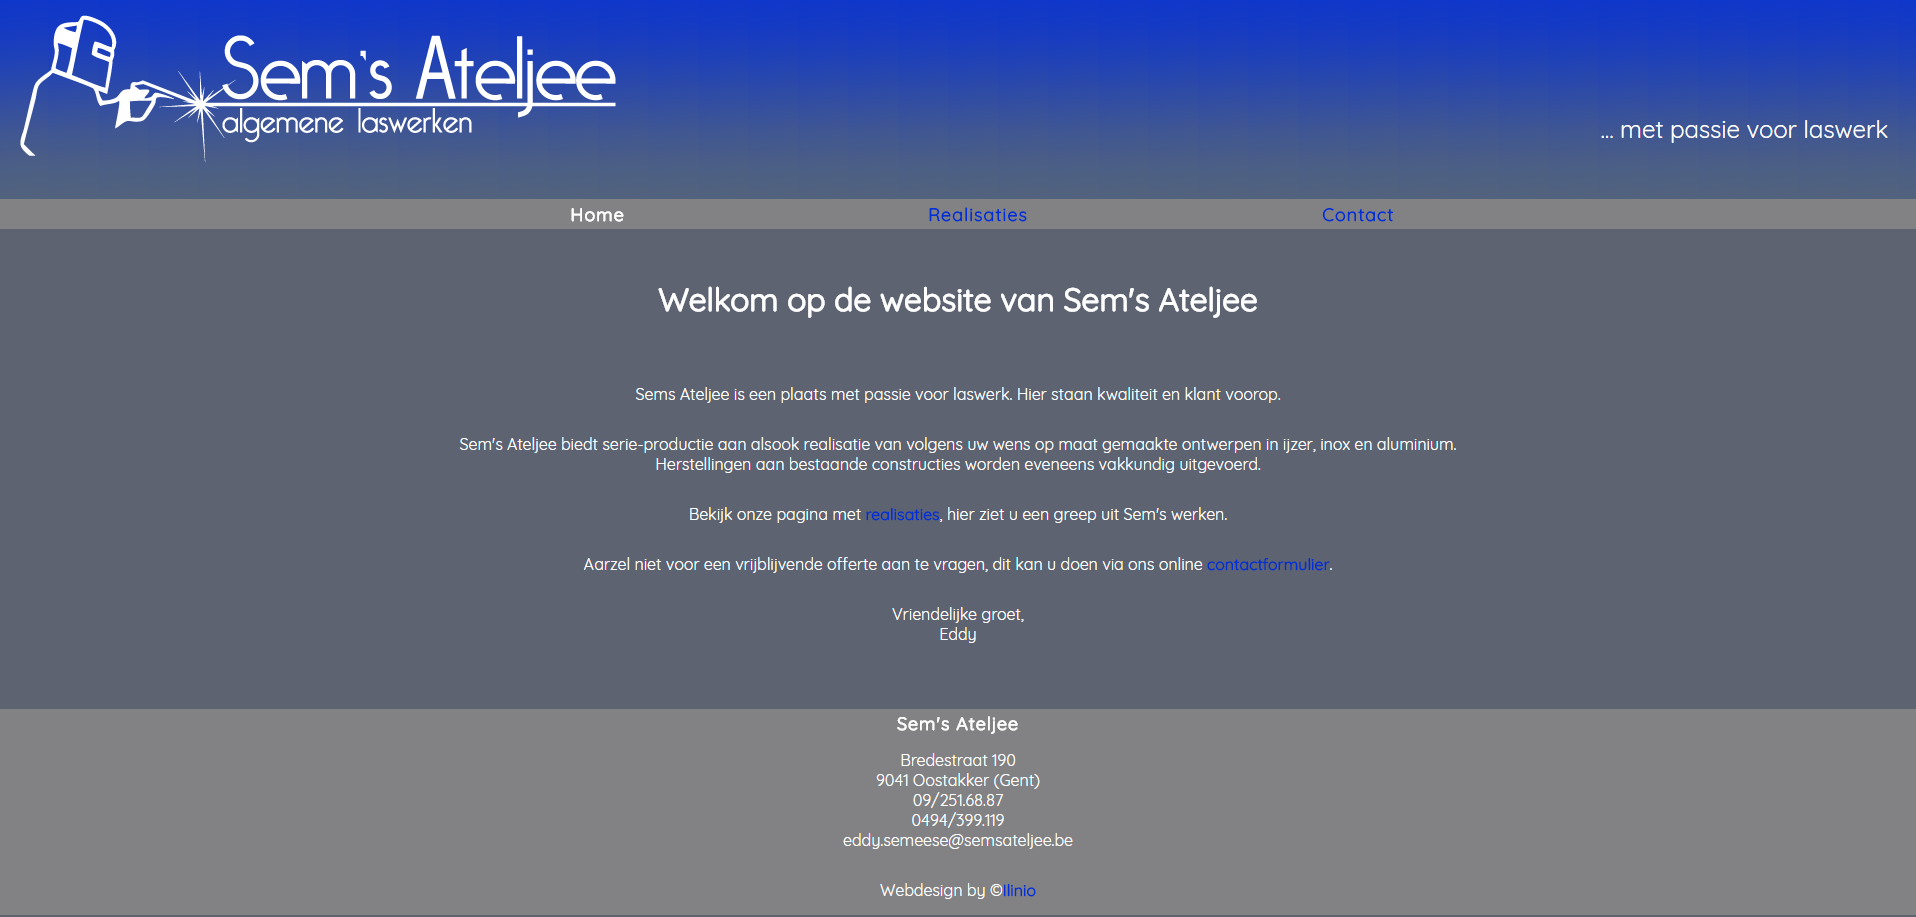 Sem's Ateljee
algemene laswerken
... met passie voor laswerk
Home Realisaties Contact
Welkom op de website van Sem's Ateljee
Sems Ateljee is een plaats met passie voor laswerk. Hier staan kwaliteit en klant voorop.
Sem's Ateljee biedt serie-productie aan alsook realisatie van volgens uw wens op maat gemaakte ontwerpen in ijzer, inox en aluminium.
Herstellingen aan bestaande constructies worden eveneens vakkundig uitgevoerd.
Bekijk onze pagina met realisaties, hier ziet u een greep uit Sem's werken.
Aarzel niet voor een vrijblijvende offerte aan te vragen, dit kan u doen via ons online contactformulier.
Vriendelijke groet,
Eddy
Sem's Ateljee
Bredestraat 190
9041 Oostakker (Gent)
09/251.68.87
0494/399.119
eddy.semeese@semsateljee.be
Webdesign by ©Ilinio